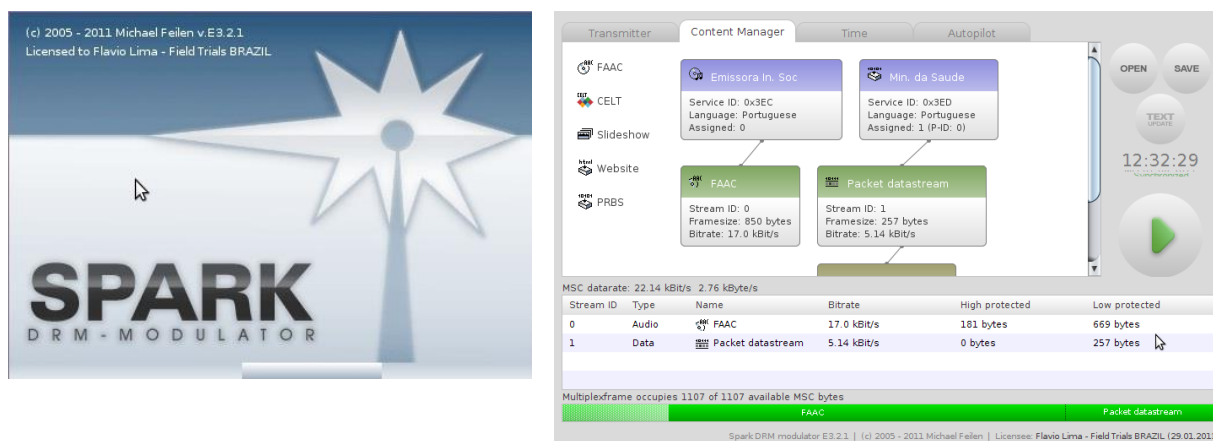 (c) 2005 - 2011 Michael Feilen v.E3.2.1
Licensed to Flavio Lima - Field Trials BRAZIL
SPARK
DRM-MODULATOR
Transmitter Content Manager Time Autopilot
FAAC
CELT
Slideshow
Website
PRBS
Emissora In. Soc
Service ID: 0x3EC
Language: Portuguese
Assigned: 0
Min. da Saude
Service ID: 0x3ED
Language: Portuguese
Assigned: 1 (P-ID: 0)
FAAC
Stream ID: 0
Framesize: 850 bytes
Bitrate: 17.0 kBit/s
Packet datastream
Stream ID: 1
Framesize: 257 bytes
Bitrate: 5.14 kBit/s
OPEN SAVE
TEXT
UPDATE
12:32:29
MSC datarate: 22.14 kBit/s 2.76 kByte/s
Stream ID Type Name Bitrate High protected Low protected
0 Audio FAAC 17.0 kBit/s 181 bytes 669 bytes
1 Data Packet datastream 5.14 kBit/s 0 bytes 257 bytes
Multiplexframe occupies 1107 of 1107 available MSC bytes
FAAC Packet datastream
Spark DRM modulator E3.2.1 | (c) 2005 - 2011 Michael Feilen | Licensee: Flavio Lima - Field Trials BRAZIL (29.01.201